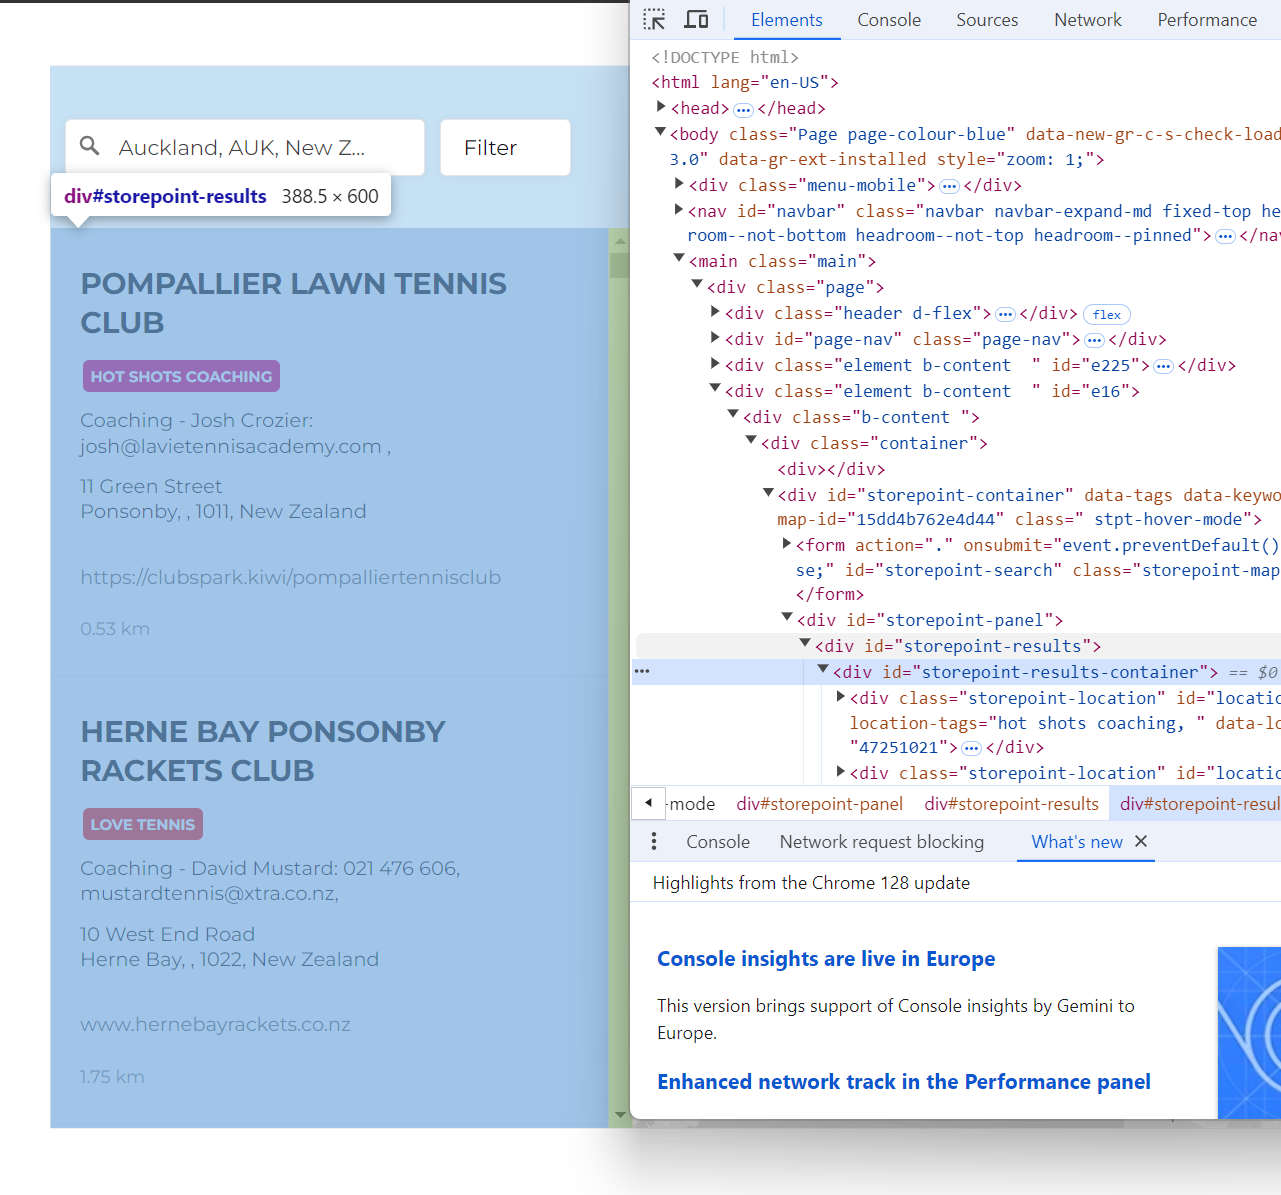 Auckland, AUK, New Z...
Filter
div#storepoint-results 388.5 × 600
POMPALLIER LAWN TENNIS
CLUB
HOT SHOTS COACHING
Coaching - Josh Crozier:
josh@lavietennisacademy.com ,
11 Green Street
Ponsonby, , 1011, New Zealand
https://clubspark.kiwi/pompalliertennisclub
0.53 km
HERNE BAY PONSONBY
RACKETS CLUB
LOVE TENNIS
Coaching - David Mustard: 021 476 606,
mustardtennis@xtra.co.nz,
10 West End Road
Herne Bay, , 1022, New Zealand
www.hernebayrackets.co.nz
1.75 km
Elements Console Sources Network Performance
<!DOCTYPE html>
<html lang="en-US">
<head> ••• </head>
<body class="Page page-colour-blue" data-new-gr-c-s-check-load
3.0" data-gr-ext-installed style="zoom: 1;">
<div class="menu-mobile"> ••• </div>
<nav id="navbar" class="navbar navbar-expand-md fixed-top he
room--not-bottom headroom--not-top headroom--pinned"> ••• </na
<main class="main">
<div class="page">
<div class="header d-flex"> ••• </div> flex
<div id="page-nav" class="page-nav"> ••• </div>
<div class="element b-content  " id="e225"> ••• </div>
<div class="element b-content  " id="e16">
<div class="b-content ">
<div class="container">
<div></div>
<div id="storepoint-container" data-tags data-keywo
map-id="15dd4b762e4d44" class=" stpt-hover-mode">
<form action="." onsubmit="event.preventDefault()
se;" id="storepoint-search" class="storepoint-map
</form>
<div id="storepoint-panel">
<div id="storepoint-results">
••• <div id="storepoint-results-container"> == $0
<div class="storepoint-location" id="locatio
location-tags="hot shots coaching, " data-lo
"47251021"> ••• </div>
<div class="storepoint-location" id="locatio
-mode div#storepoint-panel div#storepoint-results div#storepoint-resul
Console Network request blocking What's new
Highlights from the Chrome 128 update
Console insights are live in Europe
This version brings support of Console insights by Gemini to
Europe.
Enhanced network track in the Performance panel